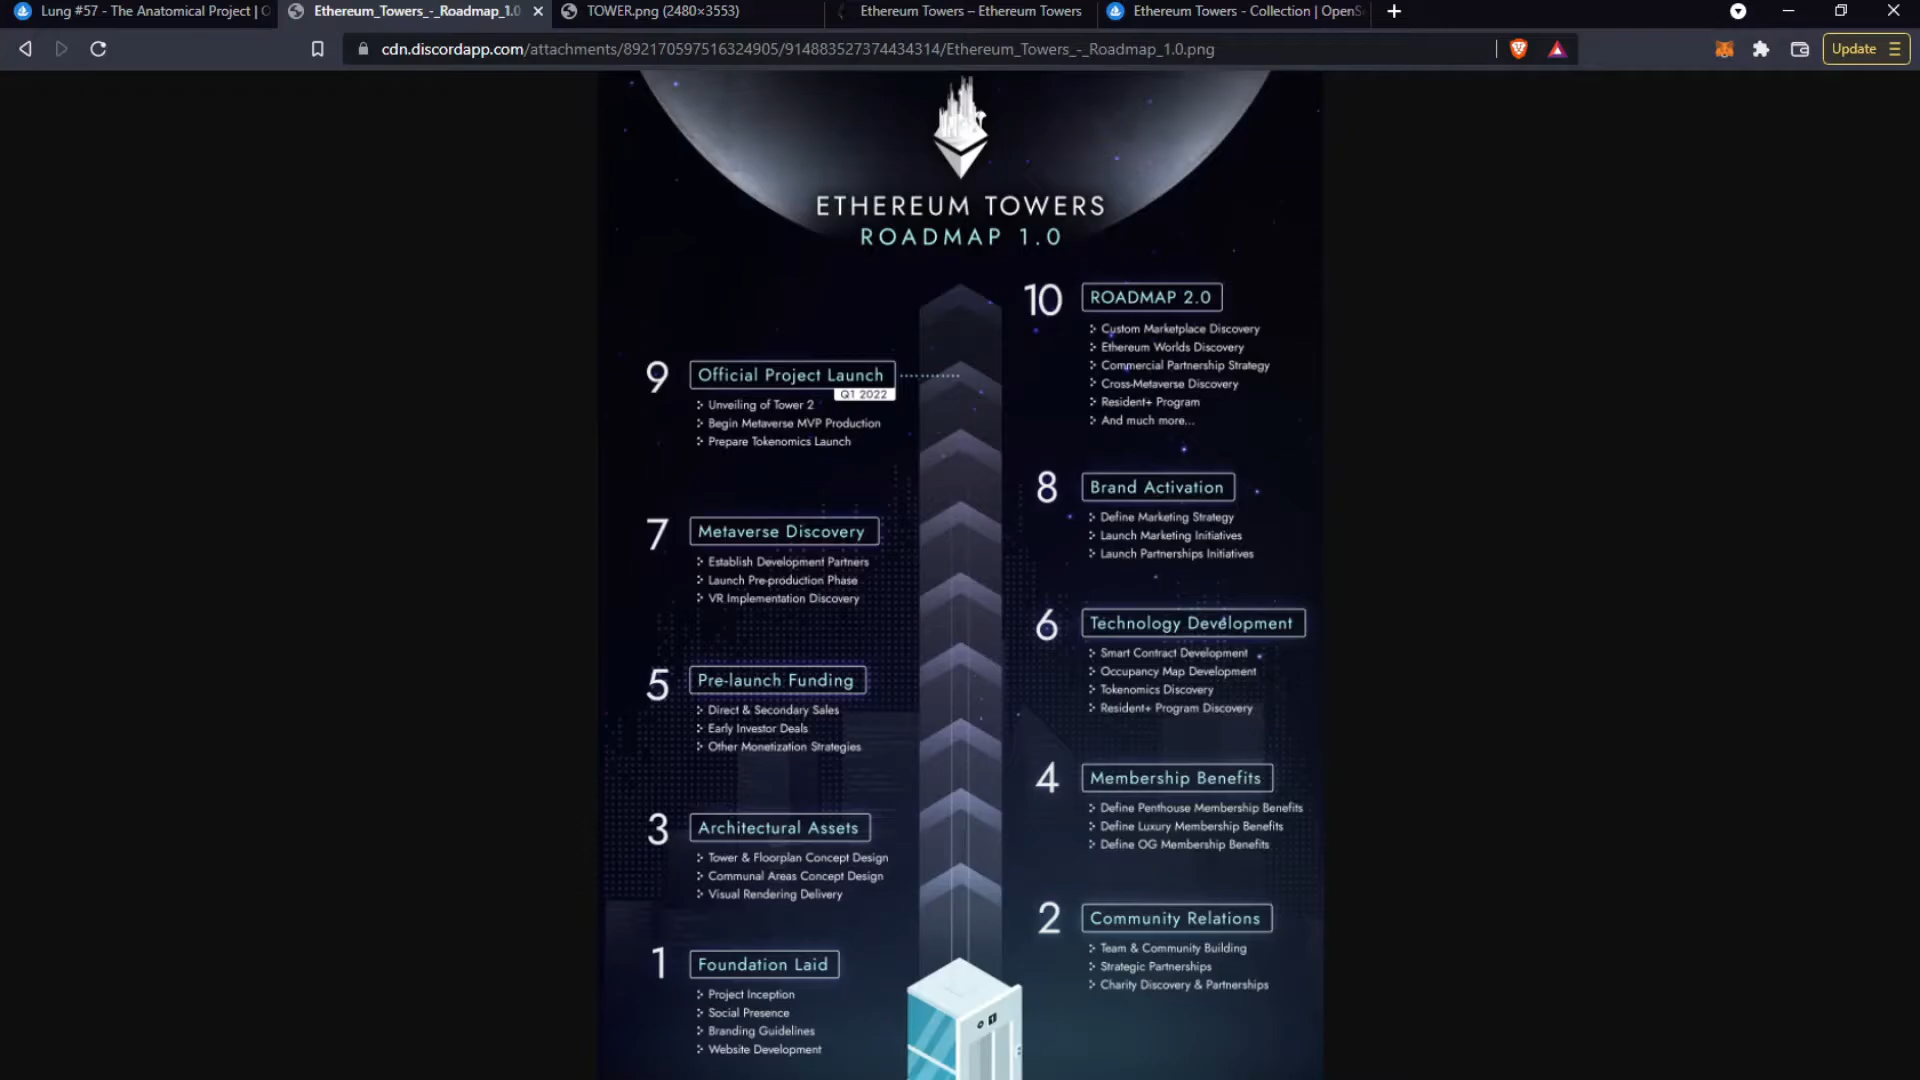 Lung #57 - The Anatomical Project | O
Ethereum_Towers_-_Roadmap_1.0
TOWER.png (2480×3553)
Ethereum Towers – Ethereum Towers
Ethereum Towers - Collection | OpenS
cdn.discordapp.com/attachments/892170597516324905/914883527374434314/Ethereum_Towers_-_Roadmap_1.0.png
Update
ETHEREUM TOWERS
ROADMAP 1.0
10
ROADMAP 2.0
Custom Marketplace Discovery
Ethereum Worlds Discovery
Commercial Partnership Strategy
Cross-Metaverse Discovery
Resident+ Program
And much more...
9
Official Project Launch
Q1 2022
Unveiling of Tower 2
Begin Metaverse MVP Production
Prepare Tokenomics Launch
8
Brand Activation
Define Marketing Strategy
Launch Marketing Initiatives
Launch Partnerships Initiatives
7
Metaverse Discovery
Establish Development Partners
Launch Pre-production Phase
VR Implementation Discovery
6
Technology Development
Smart Contract Development
Occupancy Map Development
Tokenomics Discovery
Resident+ Program Discovery
5
Pre-launch Funding
Direct & Secondary Sales
Early Investor Deals
Other Monetization Strategies
4
Membership Benefits
Define Penthouse Membership Benefits
Define Luxury Membership Benefits
Define OG Membership Benefits
3
Architectural Assets
Tower & Floorplan Concept Design
Communal Areas Concept Design
Visual Rendering Delivery
2
Community Relations
Team & Community Building
Strategic Partnerships
Charity Discovery & Partnerships
1
Foundation Laid
Project Inception
Social Presence
Branding Guidelines
Website Development